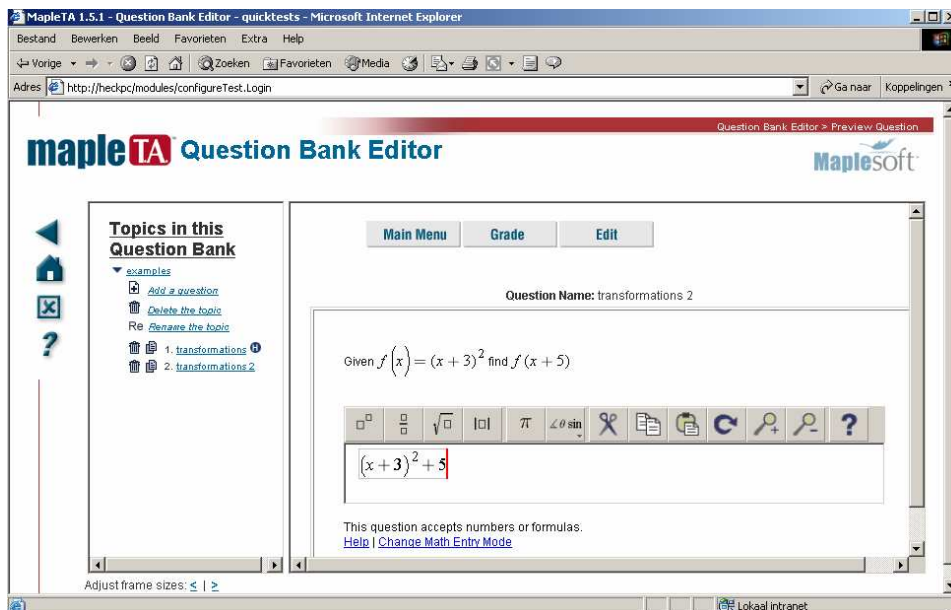 MapleTA 1.5.1 - Question Bank Editor - quicktests - Microsoft Internet Explorer
Bestand Bewerken Beeld Favorieten Extra Help
Vorige Zoeken Favorieten Media
Adres http://heckpc/modules/configureTest.Login Ga naar Koppelingen
Question Bank Editor > Preview Question
maple TA Question Bank Editor
Maplesoft
Topics in this
Question Bank
examples
Add a question
Delete the topic
Re Rename the topic
1. transformations H
2. transformations 2
Main Menu Grade Edit
Question Name: transformations 2
Given f(x) = (x + 3)² find f(x + 5)
π ∠θ sin ?
(x + 3)² + 5
This question accepts numbers or formulas.
Help | Change Math Entry Mode
Adjust frame sizes: < | >
Lokaal intranet